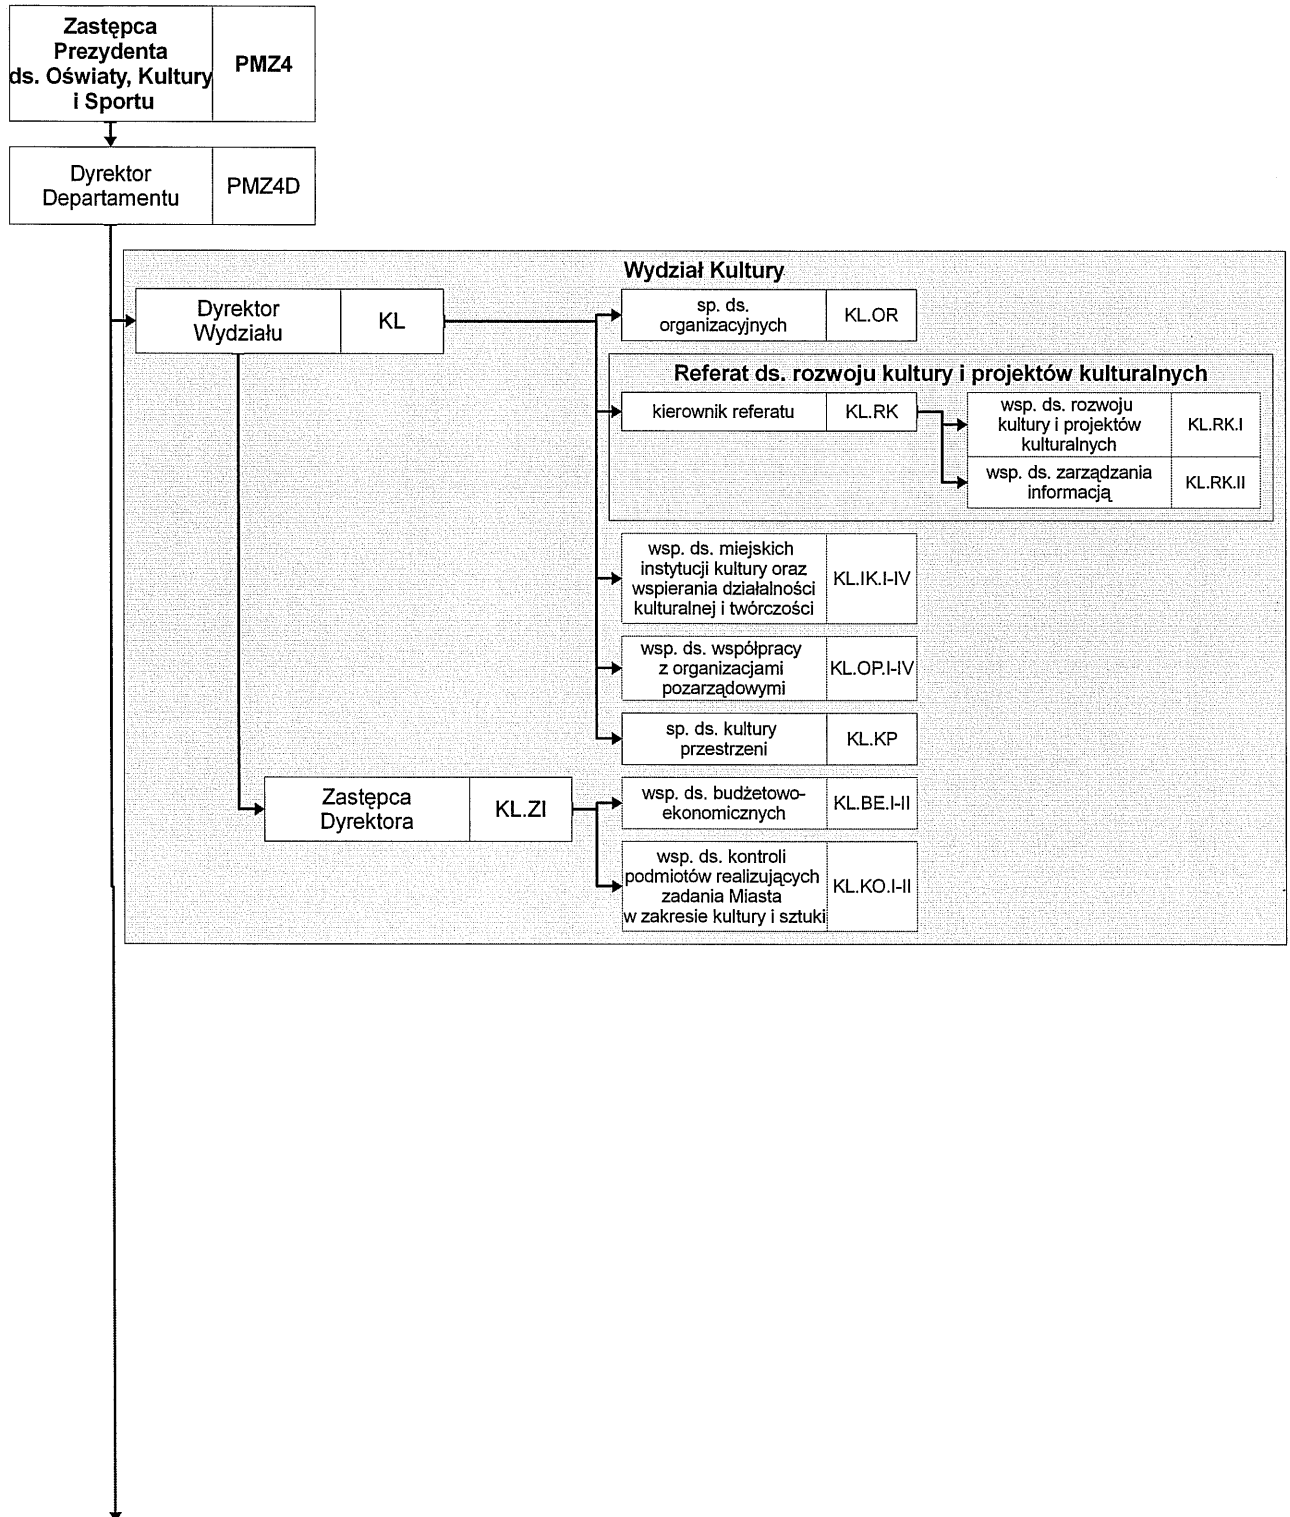 Zastępca
Prezydenta
ds. Oświaty, Kultury
i Sportu
PMZ4
Dyrektor
Departamentu
PMZ4D
Wydział Kultury
Dyrektor
Wydziału
KL
sp. ds.
organizacyjnych
KL.OR
Referat ds. rozwoju kultury i projektów kulturalnych
kierownik referatu
KL.RK
wsp. ds. rozwoju
kultury i projektów
kulturalnych
KL.RK.I
wsp. ds. zarządzania
informacją
KL.RK.II
wsp. ds. miejskich
instytucji kultury oraz
wspierania działalności
kulturalnej i twórczości
KL.IK.I-IV
wsp. ds. współpracy
z organizacjami
pozarządowymi
KL.OP.I-IV
sp. ds. kultury
przestrzeni
KL.KP
Zastępca
Dyrektora
KL.ZI
wsp. ds. budżetowo-
ekonomicznych
KL.BE.I-II
wsp. ds. kontroli
podmiotów realizujących
zadania Miasta
w zakresie kultury i sztuki
KL.KO.I-II